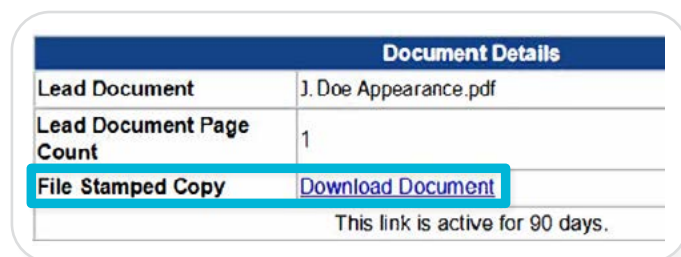 Document Details
Lead Document J. Doe Appearance.pdf
Lead Document Page
Count 1
File Stamped Copy Download Document
This link is active for 90 days.